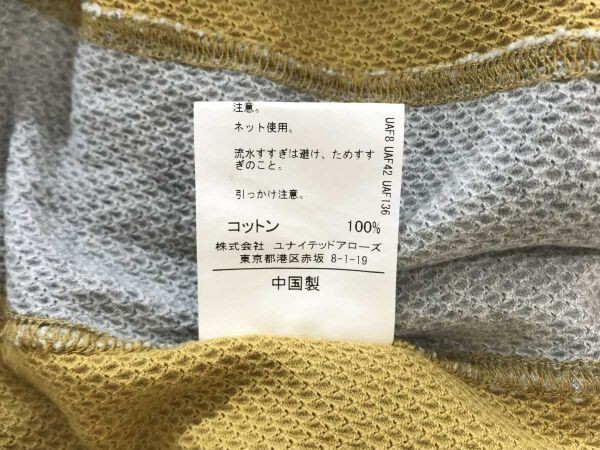 注意。
ネット使用。
流水すすぎは避け、ためすす
ぎのこと。
引っかけ注意。
コットン 100%
株式会社 ユナイテッドアローズ
東京都港区赤坂 8-1-19
中国製
UAF8 UAF42 UAF136